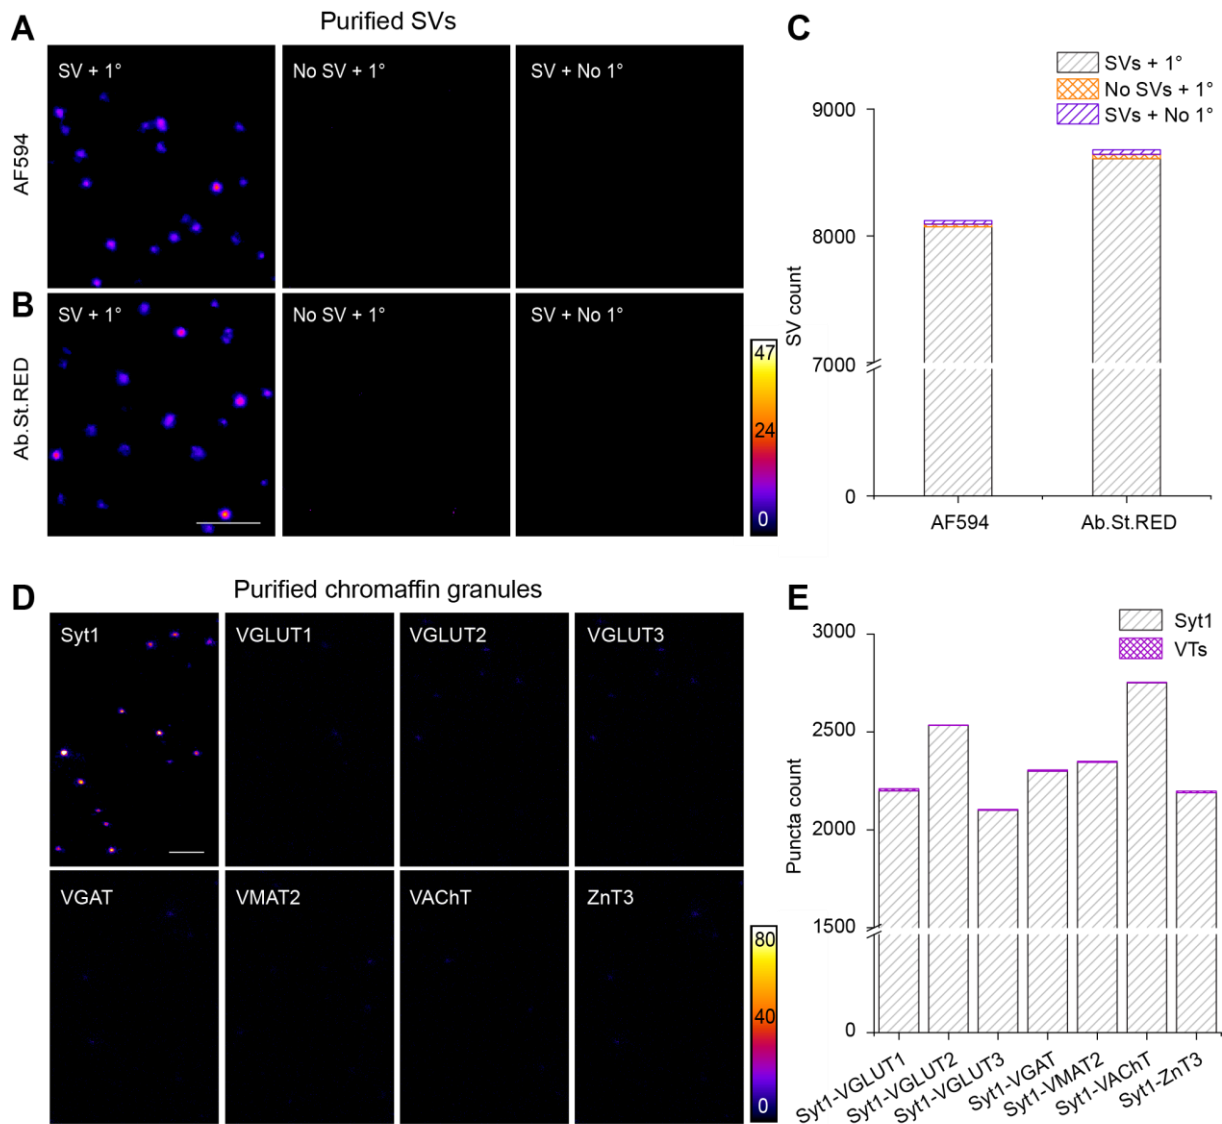 A
Purified SVs
AF594
SV + 1°
No SV + 1°
SV + No 1°
B
Ab.St.RED
SV + 1°
No SV + 1°
SV + No 1°
47
24
0
C
SVs + 1°
No SVs + 1°
SVs + No 1°
SV count
9000
8000
7000
0
AF594
Ab.St.RED
D
Purified chromaffin granules
Syt1
VGLUT1
VGLUT2
VGLUT3
VGAT
VMAT2
VAChT
ZnT3
80
40
0
E
Syt1
VTs
Puncta count
3000
2500
2000
1500
0
Syt1-VGLUT1
Syt1-VGLUT2
Syt1-VGLUT3
Syt1-VGAT
Syt1-VMAT2
Syt1-VAChT
Syt1-ZnT3